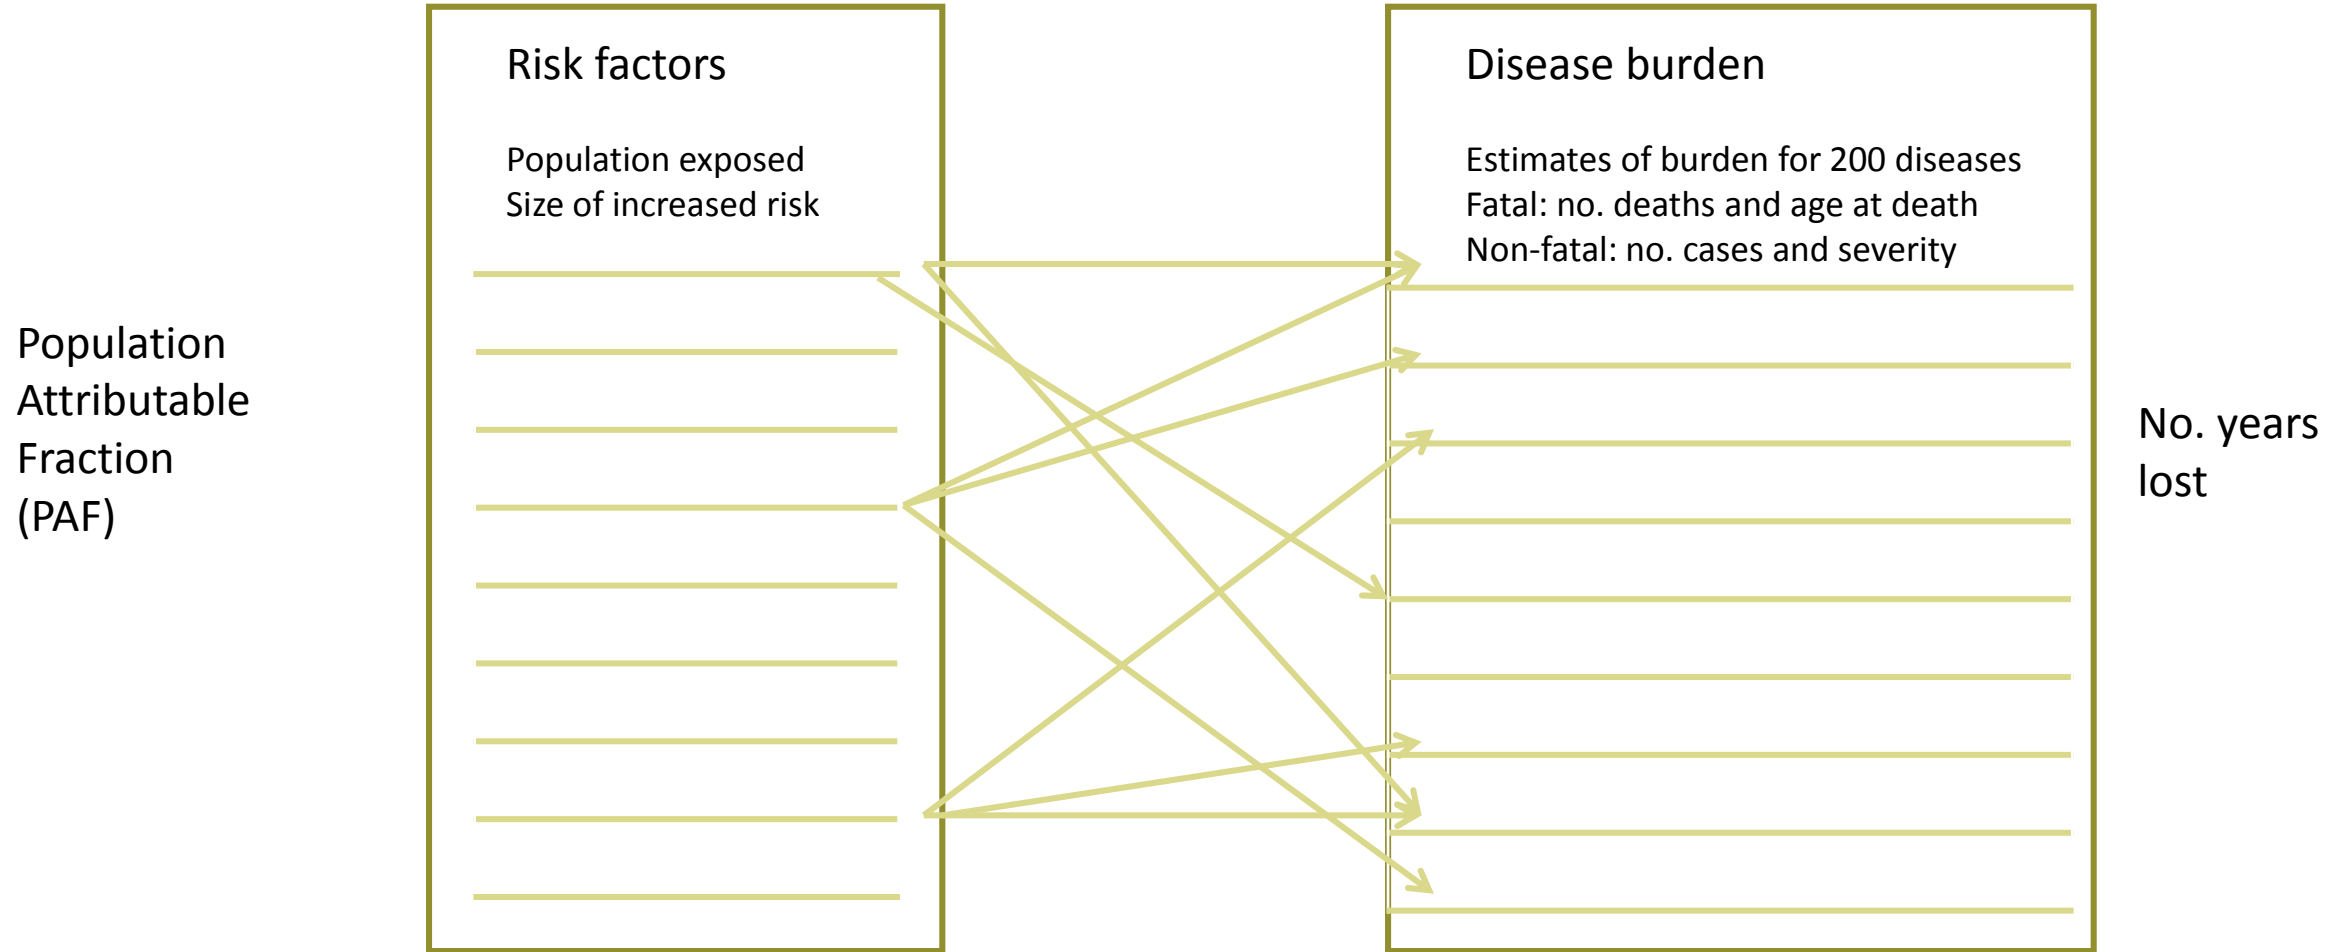 Population
Attributable
Fraction
(PAF)
Risk factors
Population exposed
Size of increased risk
Disease burden
Estimates of burden for 200 diseases
Fatal: no. deaths and age at death
Non-fatal: no. cases and severity
No. years
lost